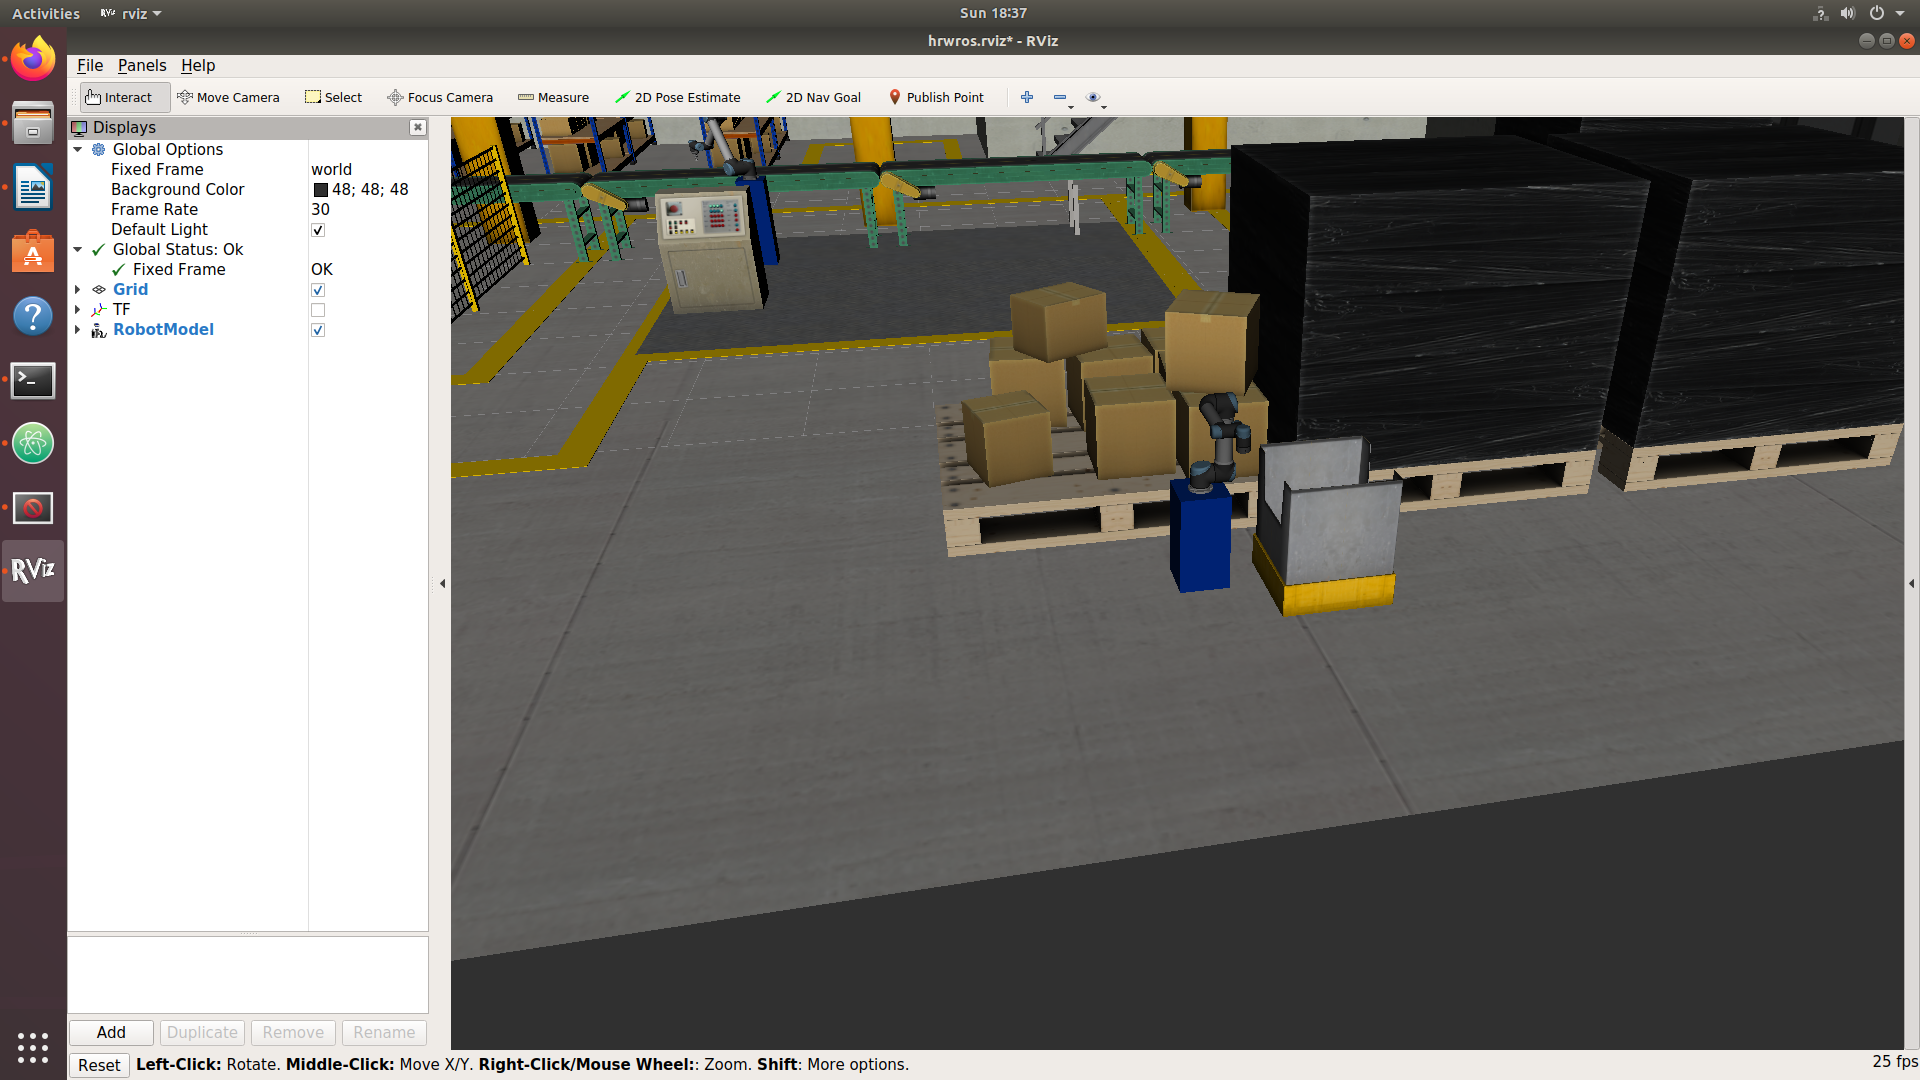 Activities RViz rviz Sun 18:37
hrwros.rviz* - RViz
File Panels Help
Interact Move Camera Select Focus Camera Measure 2D Pose Estimate 2D Nav Goal Publish Point
Displays
Global Options
Fixed Frame world
Background Color 48; 48; 48
Frame Rate 30
Default Light
Global Status: Ok
Fixed Frame OK
Grid
TF
RobotModel
RViz
Add Duplicate Remove Rename
Reset Left-Click: Rotate. Middle-Click: Move X/Y. Right-Click/Mouse Wheel:: Zoom. Shift: More options. 25 fps